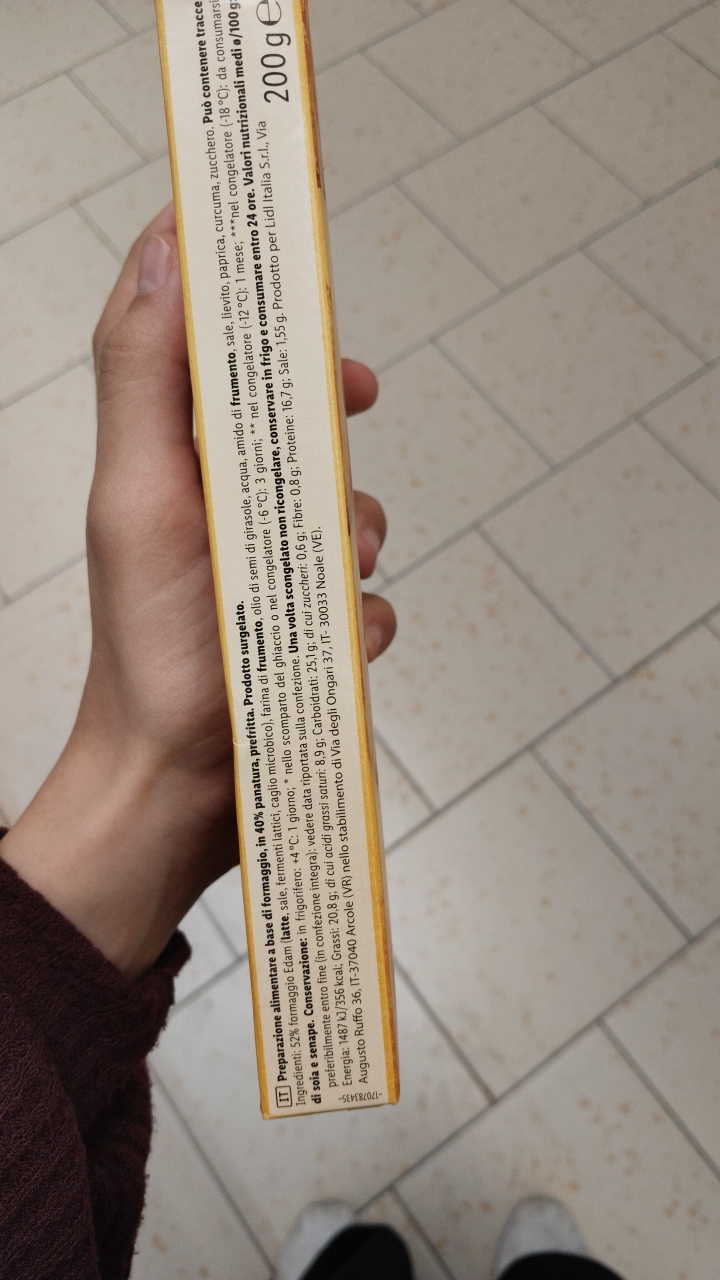 IT Preparazione alimentare a base di formaggio, in 40% panatura, prefritta. Prodotto surgelato.
Ingredienti: 52% formaggio Edam (latte, sale, fermenti lattici, caglio microbico), farina di frumento, olio di semi di girasole, acqua, amido di frumento, sale, lievito, paprica, curcuma, zucchero. Può contenere tracce
di soia e senape. Conservazione: in frigorifero: +4 °C: 1 giorno; * nello scomparto del ghiaccio o nel congelatore (-6 °C): 3 giorni; ** nel congelatore (-12 °C): 1 mese; ***nel congelatore (-18 °C): da consumarsi
preferibilmente entro fine (in confezione integra): vedere data riportata sulla confezione. Una volta scongelato non ricongelare, conservare in frigo e consumare entro 24 ore. Valori nutrizionali medi ø/100g:
Energia: 1487 kJ/356 kcal; Grassi: 20,8 g; di cui acidi grassi saturi: 8,9 g; Carboidrati: 25,1 g; di cui zuccheri: 0,6 g; Fibre: 0,8 g; Proteine: 16,7 g; Sale: 1,55 g. Prodotto per Lidl Italia S.r.l., Via
Augusto Ruffo 36, IT-37040 Arcole (VR) nello stabilimento di Via degli Ongari 37, IT- 30033 Noale (VE).
200 g ℮
-170783435-